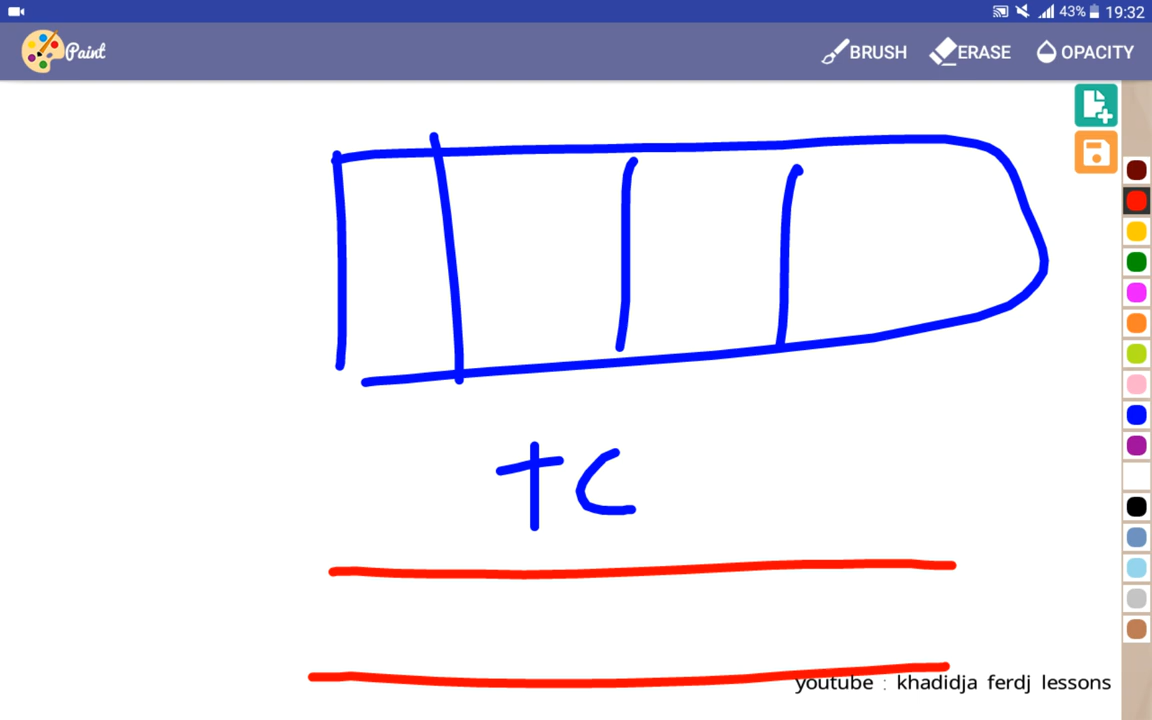 43% 19:32
Paint BRUSH ERASE OPACITY
TC
youtube : khadidja ferdj lessons